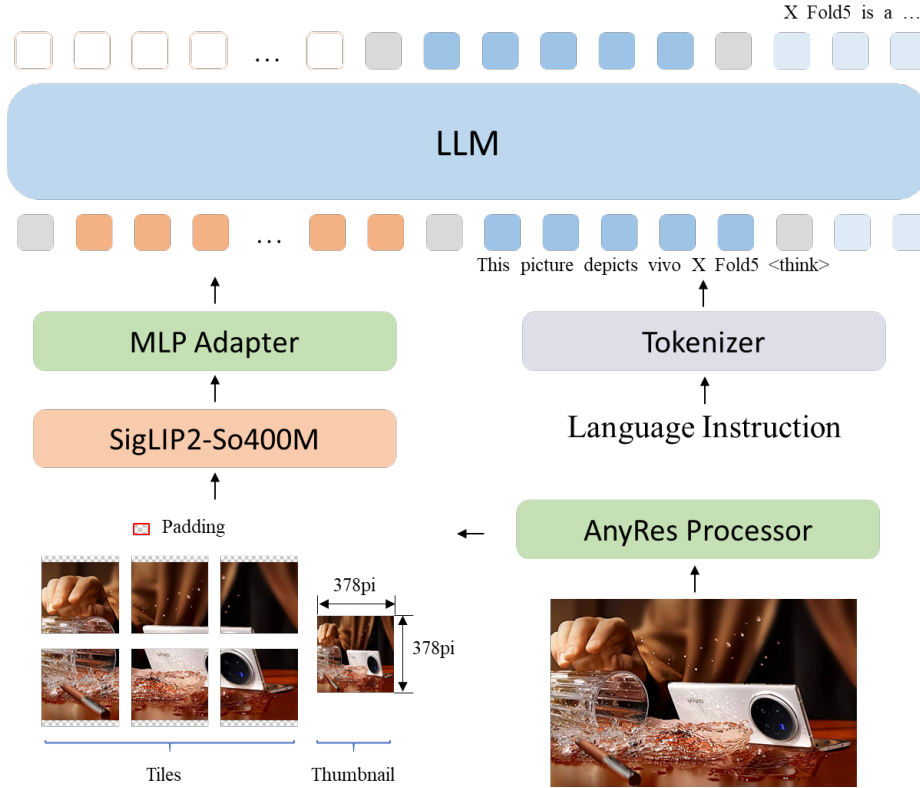 X Fold5 is a …
…
LLM
…
This picture depicts vivo X Fold5 <think>
MLP Adapter
Tokenizer
SigLIP2-So400M
Language Instruction
Padding
AnyRes Processor
378pi
378pi
vivo
vivo
Tiles
Thumbnail